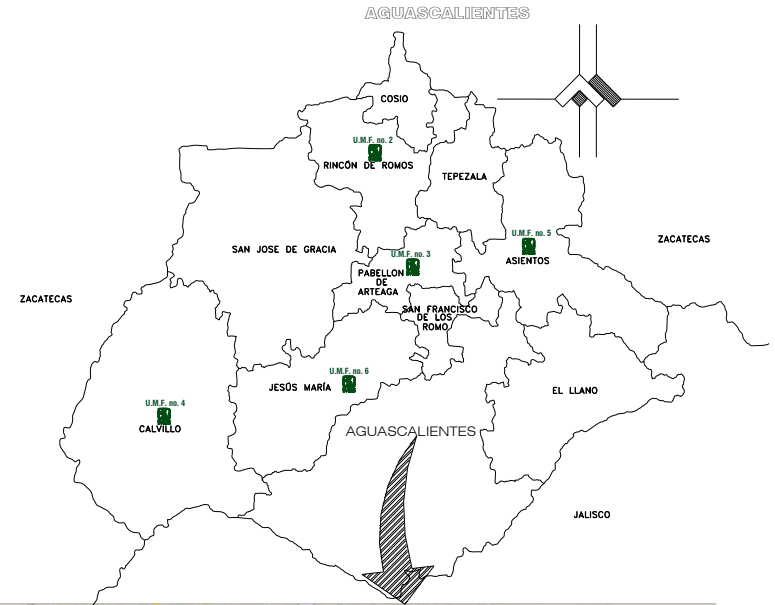 AGUASCALIENTES
COSIO
U.M.F. no. 2
RINCÓN DE ROMOS
TEPEZALA
U.M.F. no. 5
ASIENTOS
ZACATECAS
SAN JOSE DE GRACIA
U.M.F. no. 3
PABELLON
DE
ARTEAGA
ZACATECAS
SAN FRANCISCO
DE LOS
ROMO
U.M.F. no. 6
JESÚS MARÍA
EL LLANO
U.M.F. no. 4
CALVILLO
AGUASCALIENTES
JALISCO